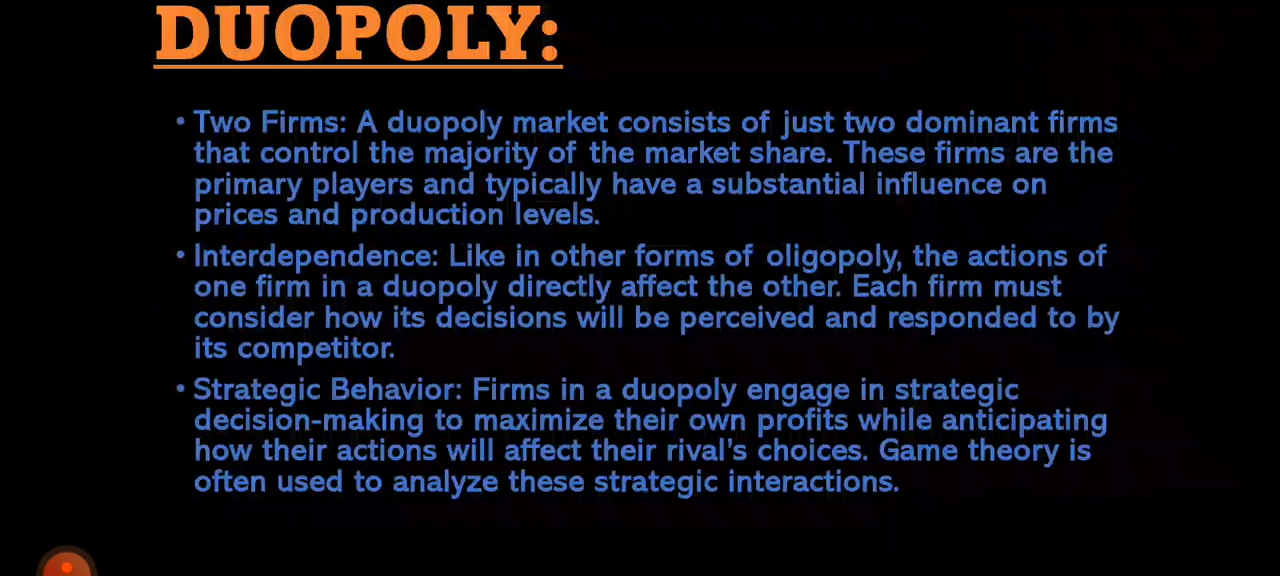 DUOPOLY:
• Two Firms: A duopoly market consists of just two dominant firms
that control the majority of the market share. These firms are the
primary players and typically have a substantial influence on
prices and production levels.
• Interdependence: Like in other forms of oligopoly, the actions of
one firm in a duopoly directly affect the other. Each firm must
consider how its decisions will be perceived and responded to by
its competitor.
• Strategic Behavior: Firms in a duopoly engage in strategic
decision-making to maximize their own profits while anticipating
how their actions will affect their rival’s choices. Game theory is
often used to analyze these strategic interactions.